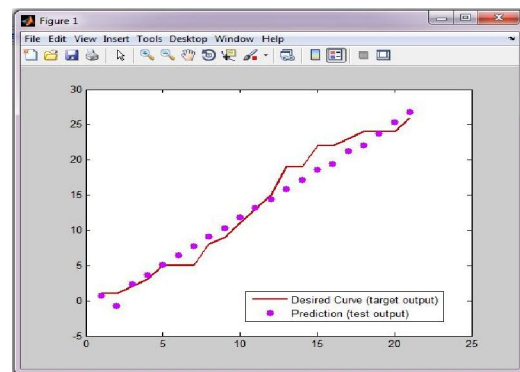 Figure 1
File Edit View Insert Tools Desktop Window Help
30
25
20
15
10
5
0
-5
0 5 10 15 20 25
Desired Curve (target output)
Prediction (test output)